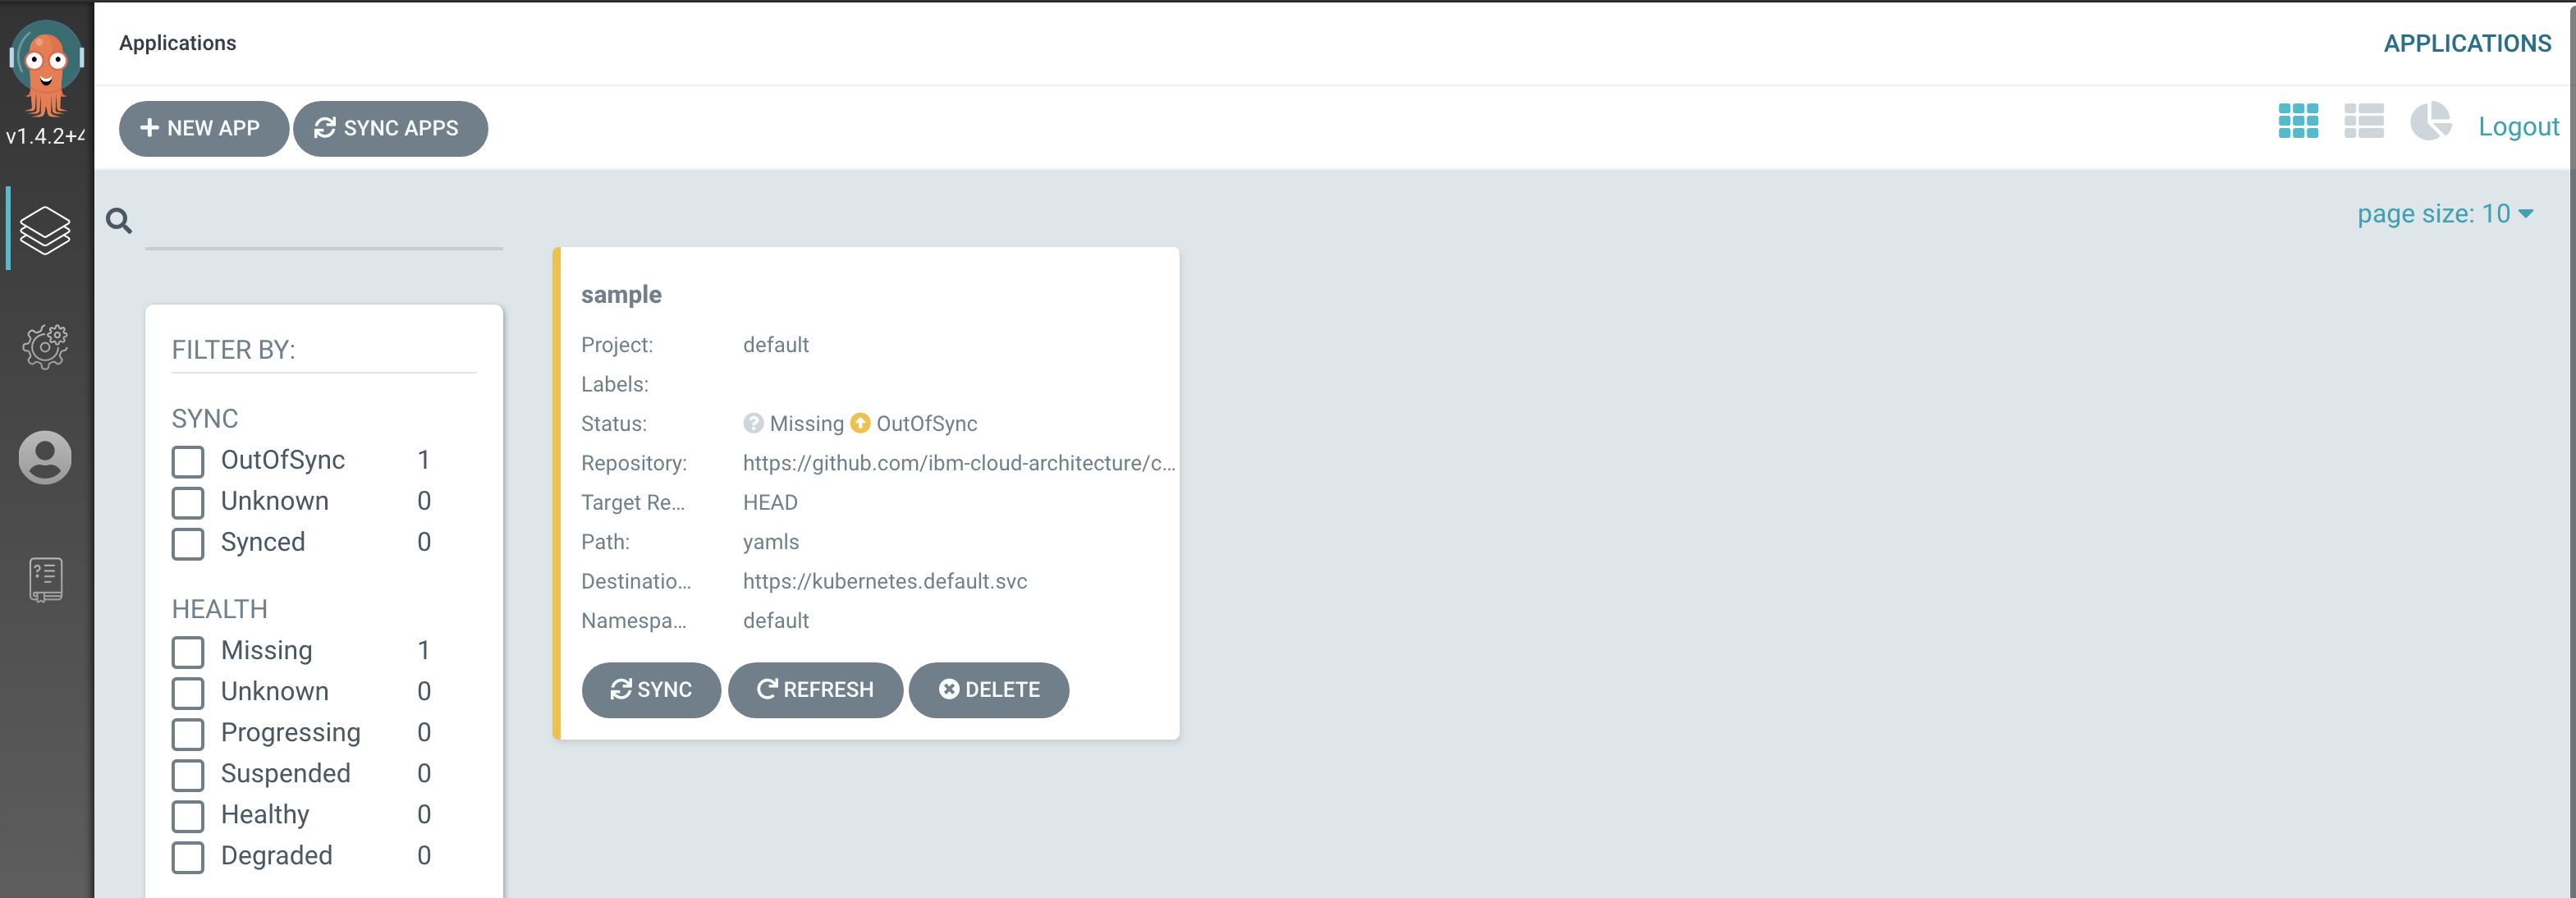 Applications
APPLICATIONS
NEW APP
SYNC APPS
Logout
v1.4.2+4
page size: 10
FILTER BY:
SYNC
OutOfSync 1
Unknown 0
Synced 0
HEALTH
Missing 1
Unknown 0
Progressing 0
Suspended 0
Healthy 0
Degraded 0
sample
Project: default
Labels:
Status: Missing OutOfSync
Repository: https://github.com/ibm-cloud-architecture/c...
Target Re... HEAD
Path: yamls
Destinatio... https://kubernetes.default.svc
Namespa... default
SYNC
REFRESH
DELETE